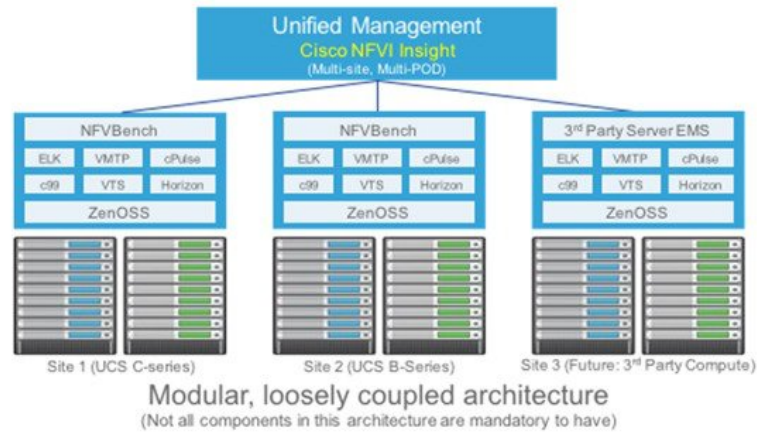 Unified Management
Cisco NFVI Insight
(Multi-site, Multi-POD)
NFVBench
ELK VMTP cPulse
c99 VTS Horizon
ZenOSS
NFVBench
ELK VMTP cPulse
c99 VTS Horizon
ZenOSS
3rd Party Server EMS
ELK VMTP cPulse
c99 VTS Horizon
ZenOSS
Site 1 (UCS C-series)
Site 2 (UCS B-Series)
Site 3 (Future: 3rd Party Compute)
Modular, loosely coupled architecture
(Not all components in this architecture are mandatory to have)